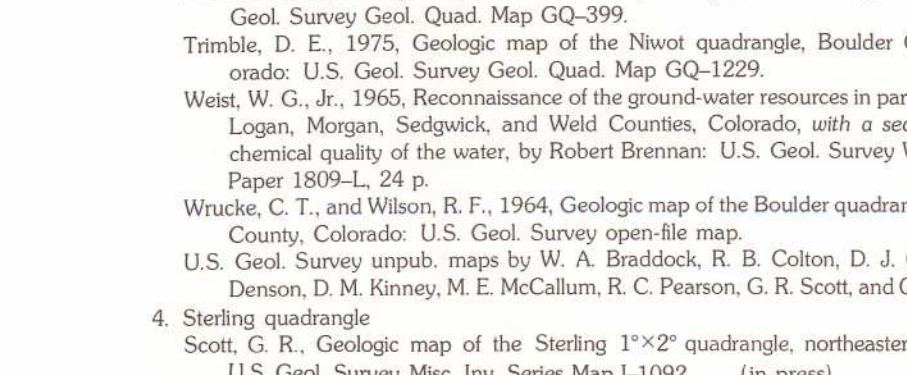 Geol. Survey Geol. Quad. Map GQ–399.
Trimble, D. E., 1975, Geologic map of the Niwot quadrangle, Boulder
orado: U.S. Geol. Survey Geol. Quad. Map GQ–1229.
Weist, W. G., Jr., 1965, Reconnaissance of the ground-water resources in par
Logan, Morgan, Sedgwick, and Weld Counties, Colorado, with a sec
chemical quality of the water, by Robert Brennan: U.S. Geol. Survey
Paper 1809–L, 24 p.
Wrucke, C. T., and Wilson, R. F., 1964, Geologic map of the Boulder quadran
County, Colorado: U.S. Geol. Survey open-file map.
U.S. Geol. Survey unpub. maps by W. A. Braddock, R. B. Colton, D. J.
Denson, D. M. Kinney, M. E. McCallum, R. C. Pearson, G. R. Scott, and
4. Sterling quadrangle
Scott, G. R., Geologic map of the Sterling 1°×2° quadrangle, northeaster
U.S. Geol. Survey Misc. Inv. Series Map I–1092 (in press)